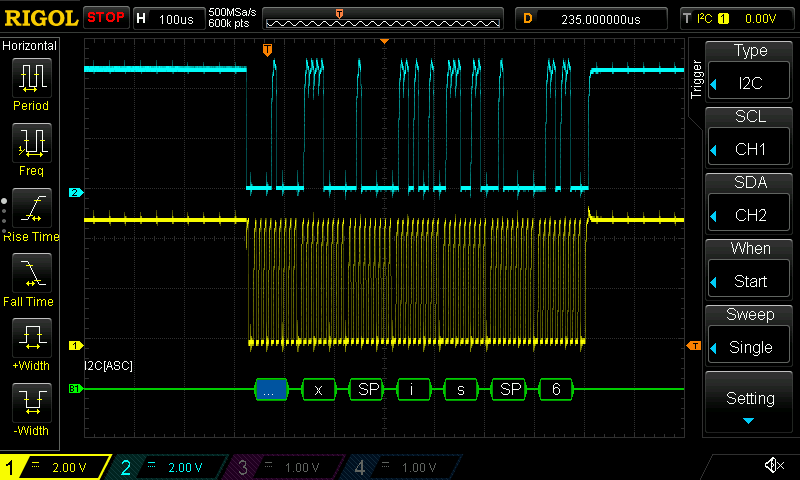 RIGOL STOP H 100us 500MSa/s 600k pts T D 235.000000us T I²C 1 0.00V
Horizontal
Period
Freq
Rise Time
Fall Time
+Width
-Width
T
2
1
T
I2C[ASC]
B1 ... x SP i s SP 6
Trigger
Type
I2C
SCL
CH1
SDA
CH2
When
Start
Sweep
Single
Setting
1 = 2.00 V 2 = 2.00 V 3 = 1.00 V 4 = 1.00 V